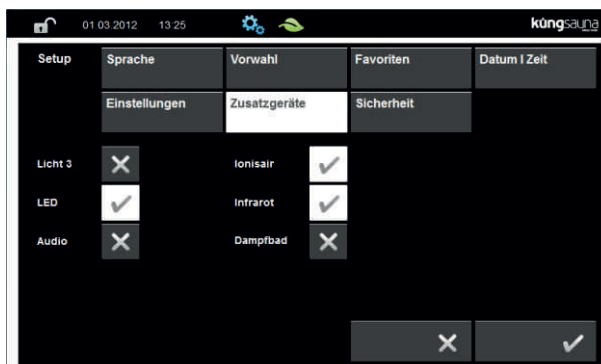 01.03.2012 13:25 küngsauna
Setup Sprache Vorwahl Favoriten Datum I Zeit
Einstellungen Zusatzgeräte Sicherheit
Licht 3 Ionisair
LED Infrarot
Audio Dampfbad